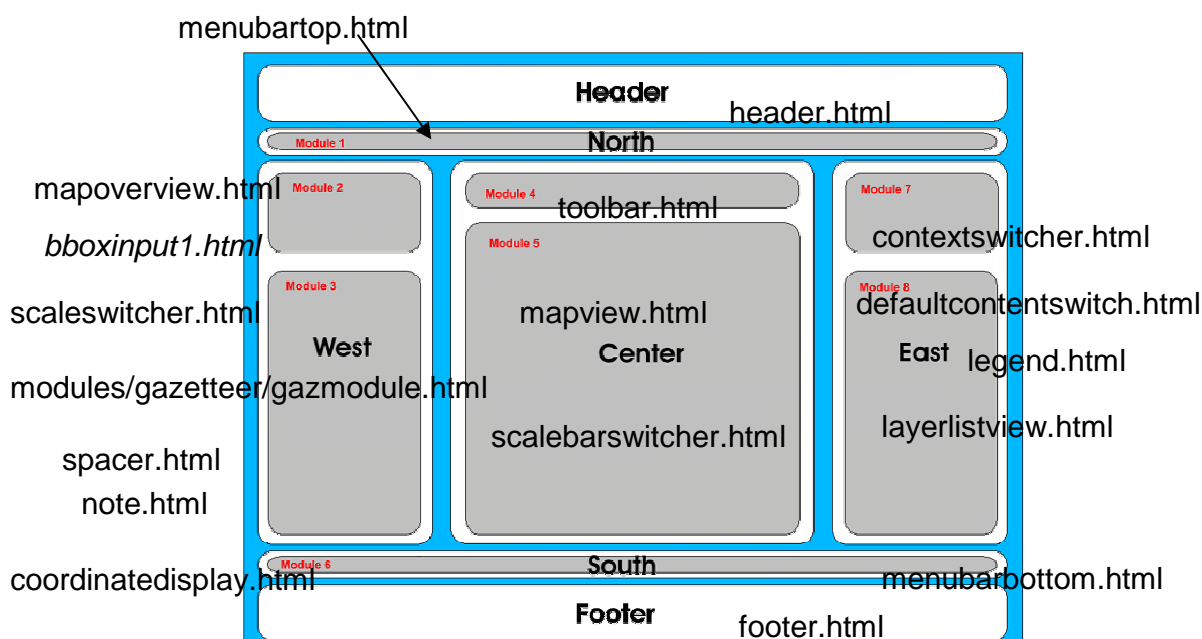 menubartop.html
Header
header.html
Module 1
North
mapoverview.html
Module 2
Module 4
Module 7
toolbar.html
bboxinput1.html
Module 5
contextswitcher.html
Module 3
Module 8
defaultcontentswitch.html
scaleswitcher.html
mapview.html
West
Center
East
legend.html
modules/gazetteer/gazmodule.html
scalebarswitcher.html
layerlistview.html
spacer.html
note.html
Module 6
South
coordinatedisplay.html
menubarbottom.html
Footer
footer.html